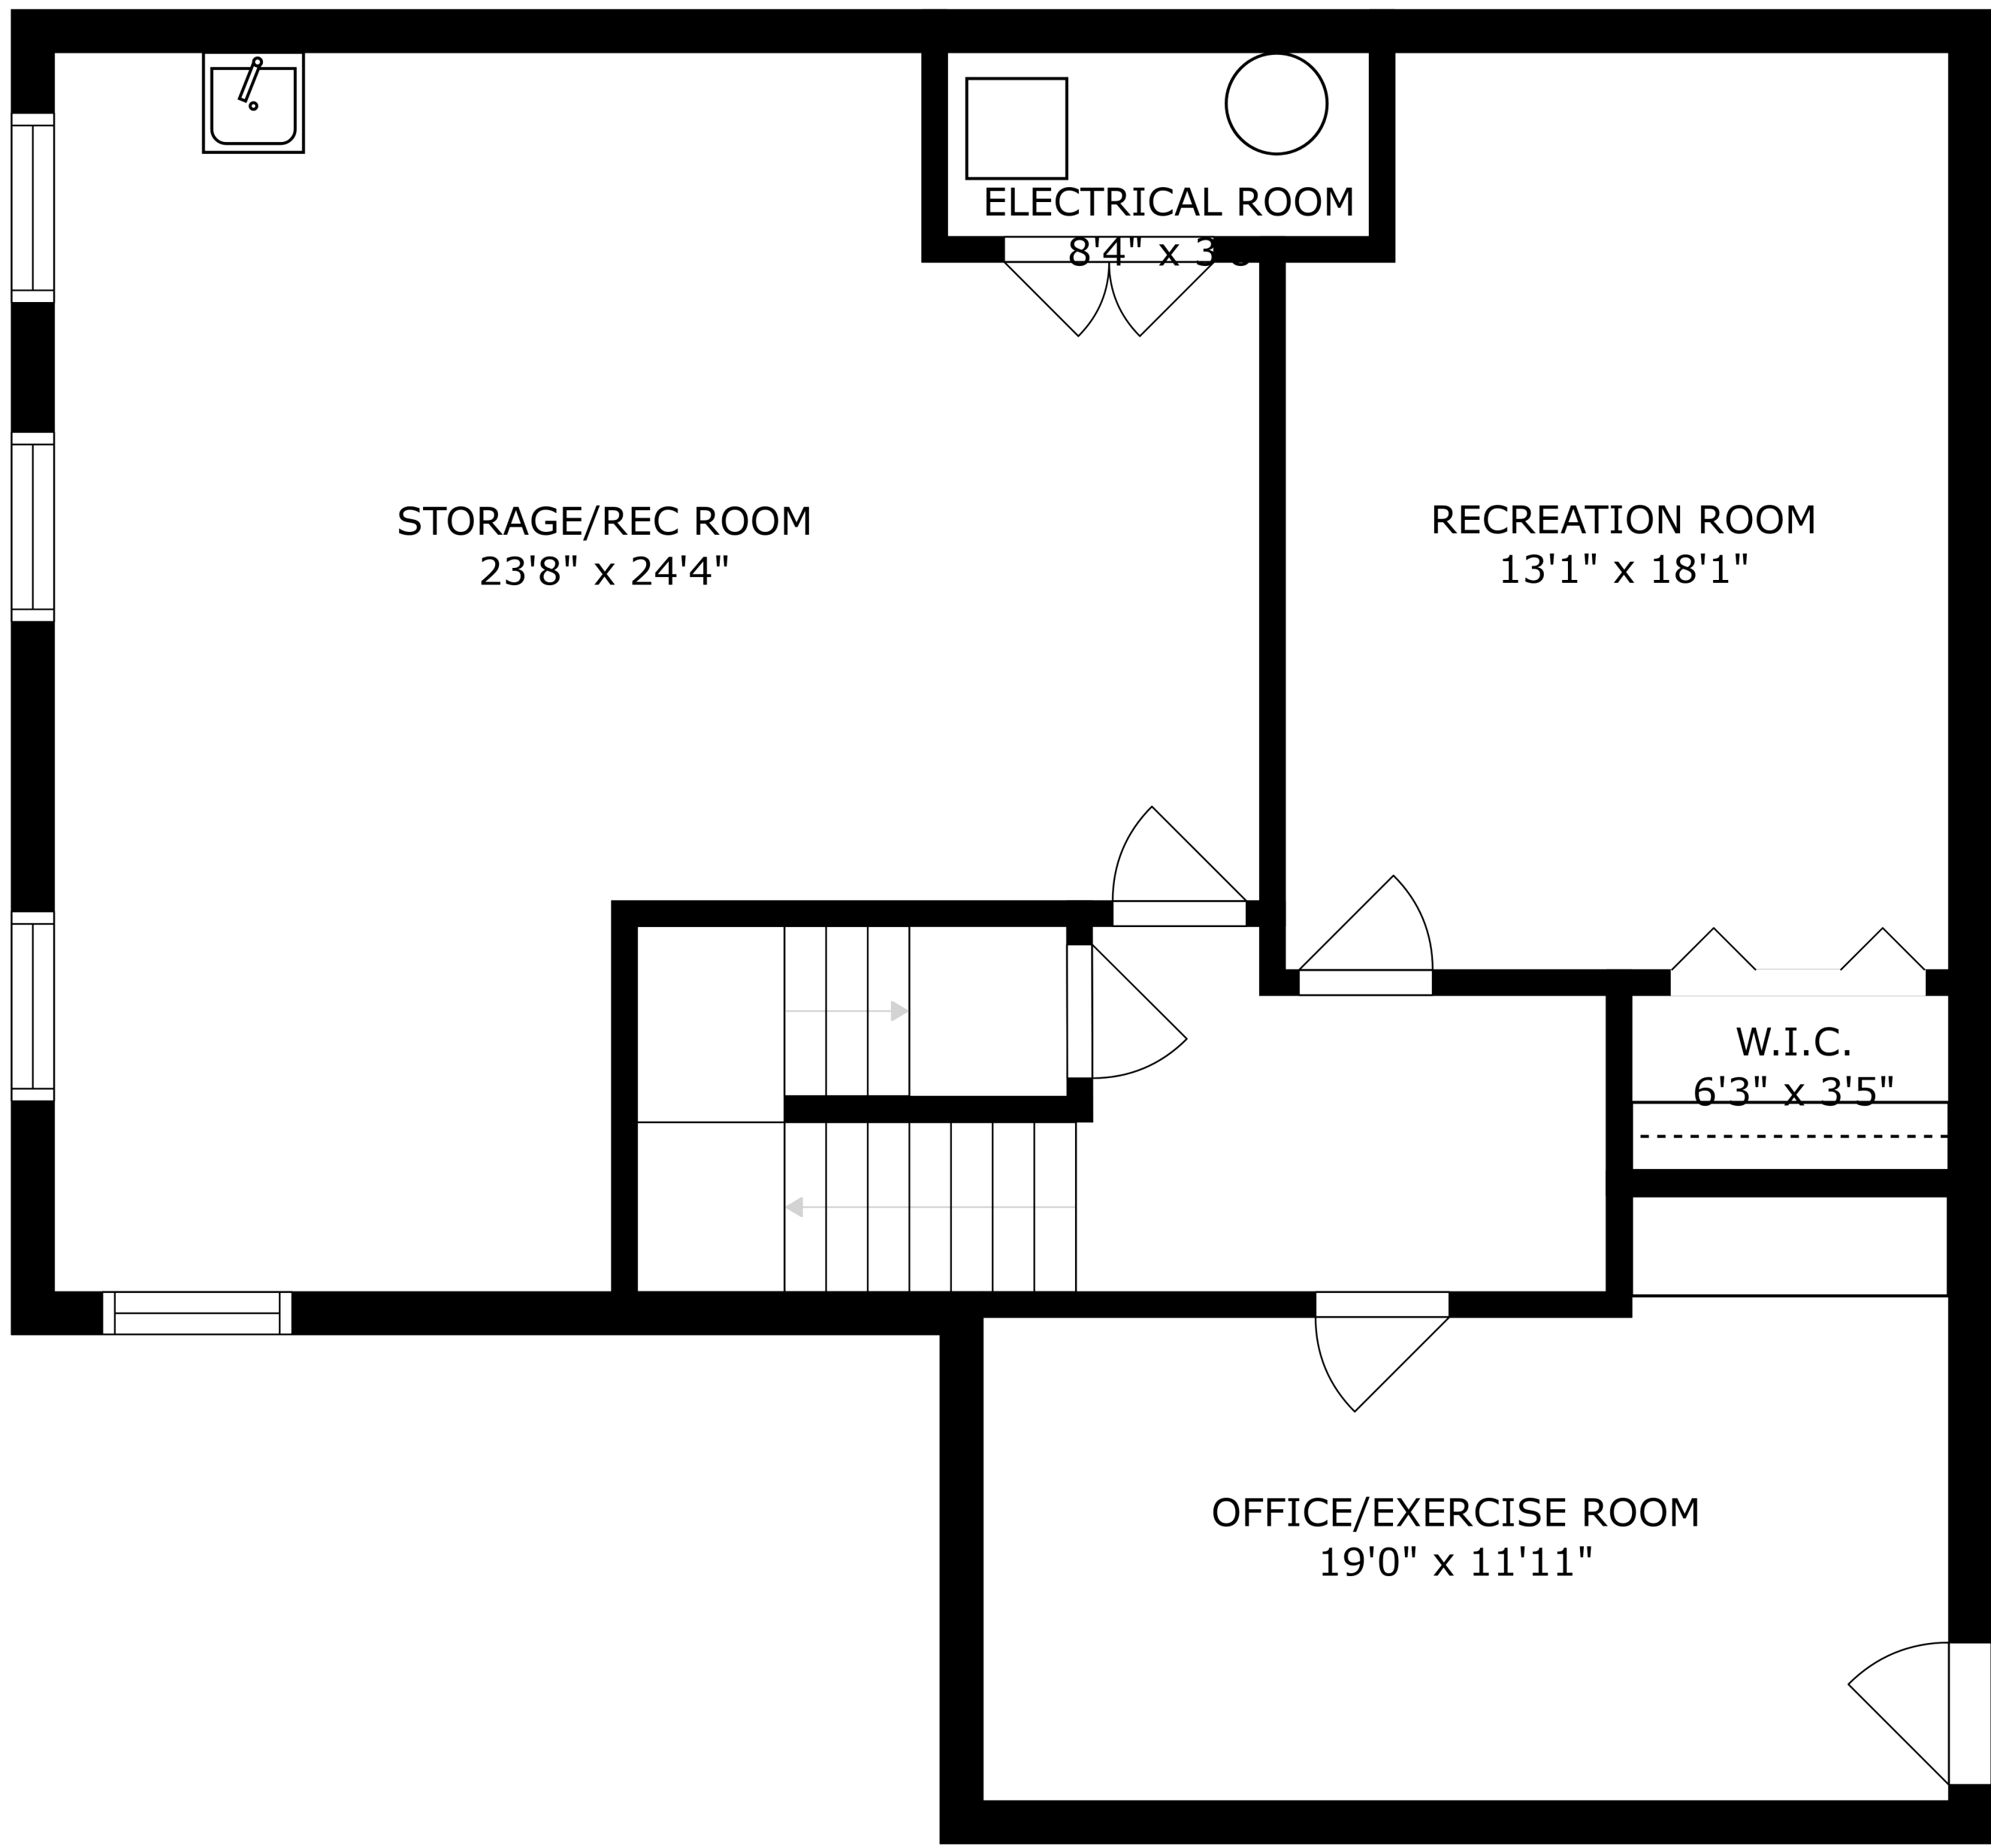 ELECTRICAL ROOM
8'4" x 3'
STORAGE/REC ROOM
23'8" x 24'4"
RECREATION ROOM
13'1" x 18'1"
W.I.C.
6'3" x 3'5"
OFFICE/EXERCISE ROOM
19'0" x 11'11"